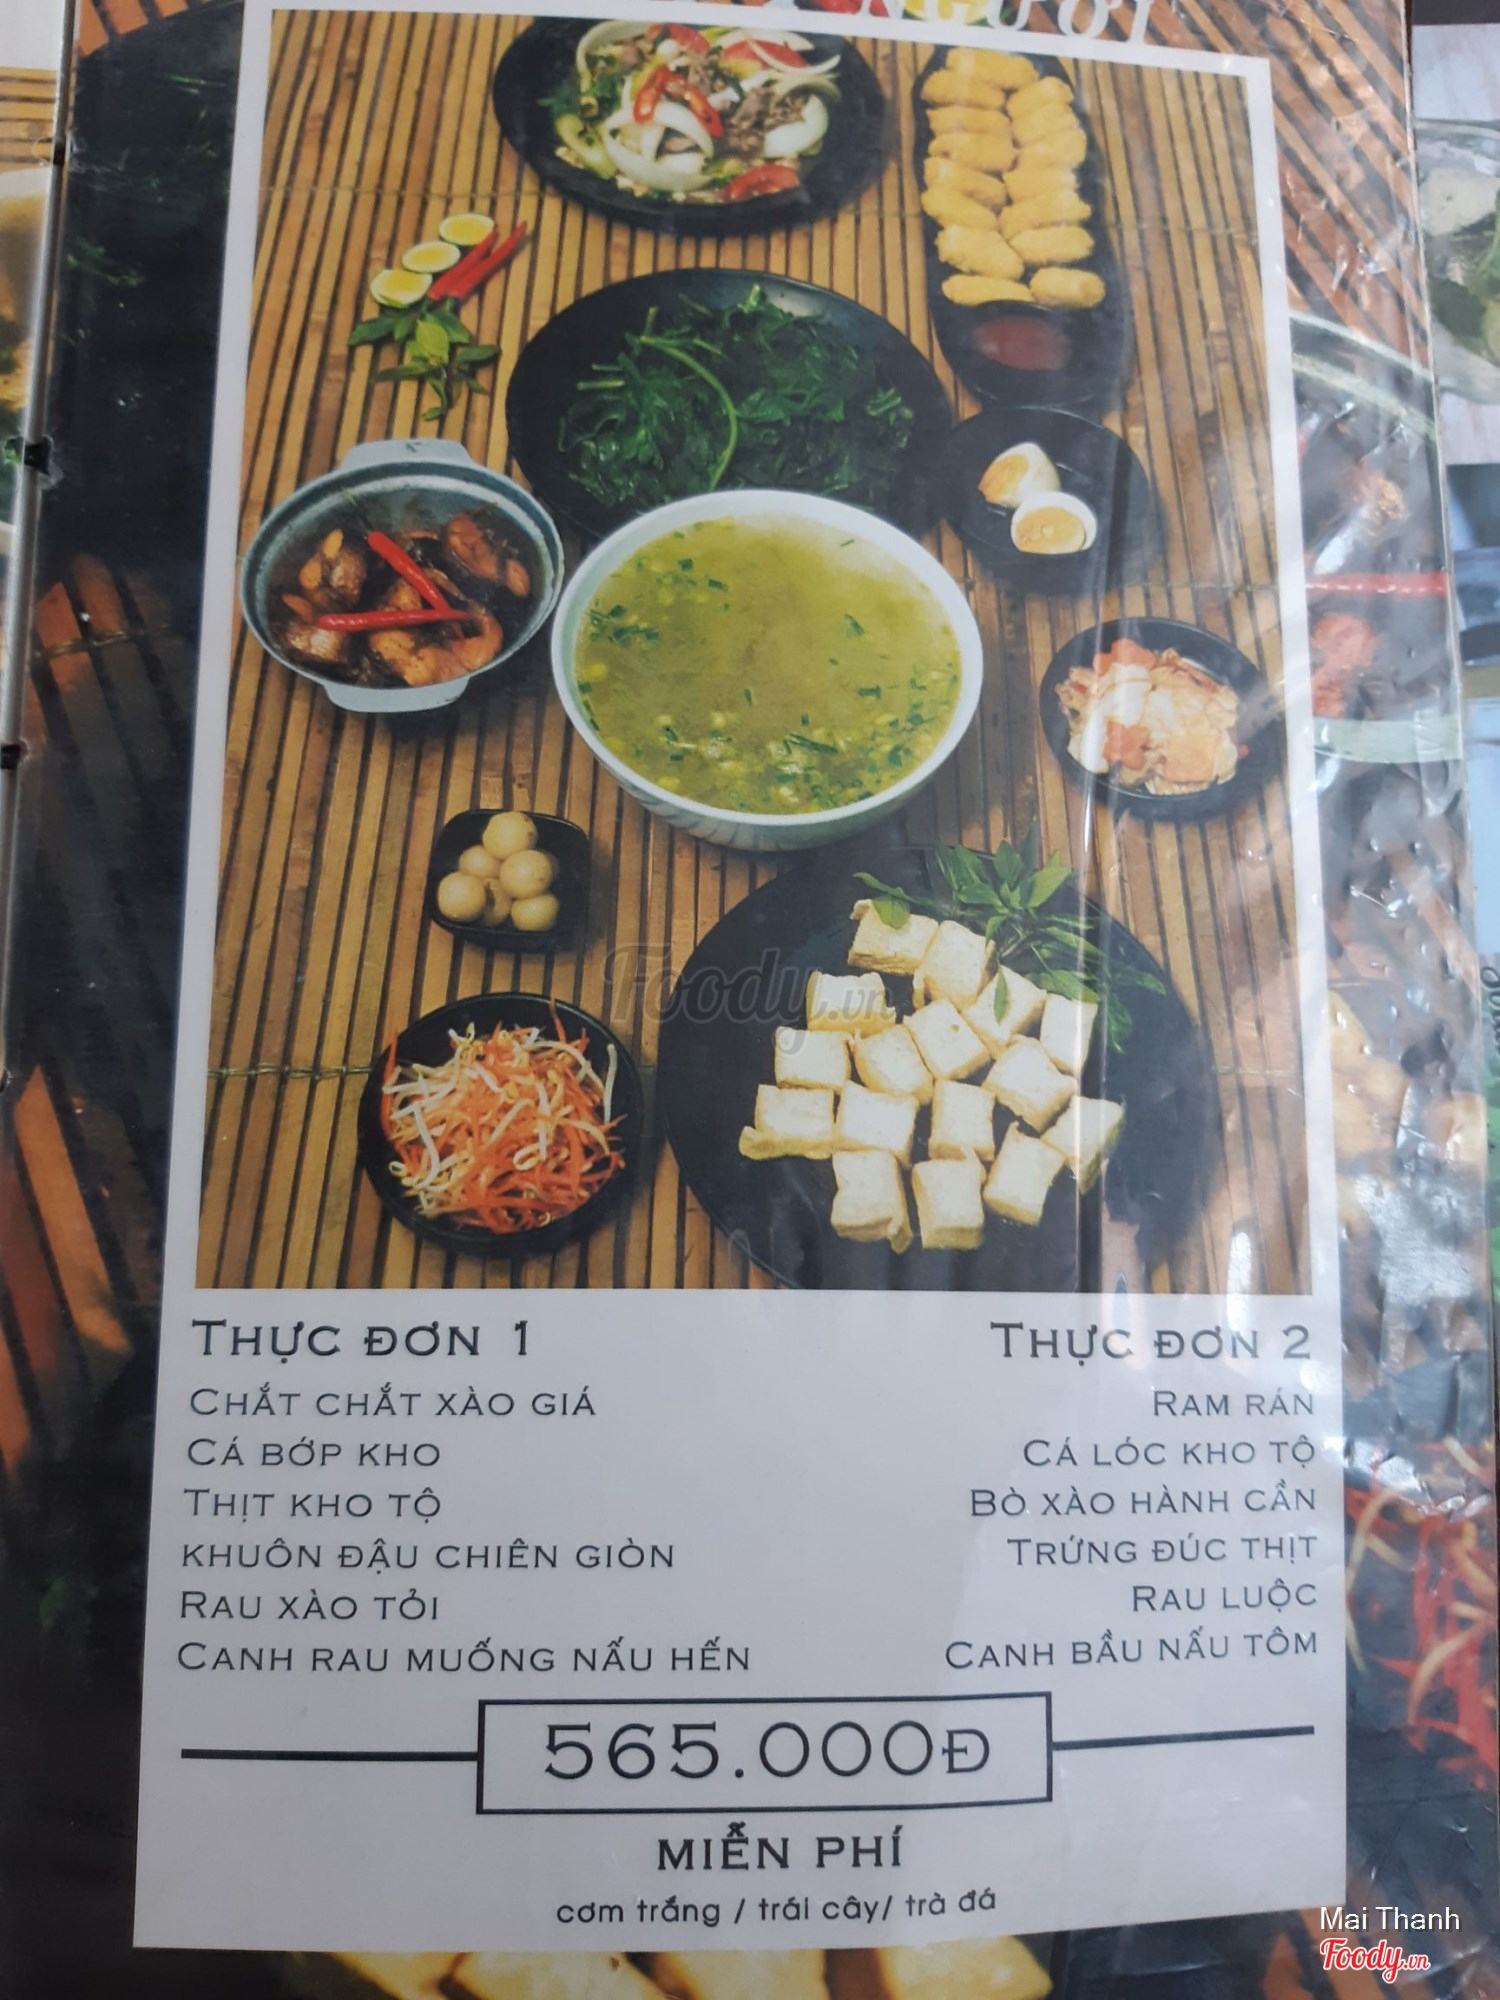 NGƯỜI
Foody.vn
THỰC ĐƠN 1
CHẮT CHẮT XÀO GIÁ
CÁ BỚP KHO
THỊT KHO TỘ
KHUÔN ĐẬU CHIÊN GIÒN
RAU XÀO TỎI
CANH RAU MUỐNG NẤU HẾN
THỰC ĐƠN 2
RAM RÁN
CÁ LÓC KHO TỘ
BÒ XÀO HÀNH CẦN
TRỨNG ĐÚC THỊT
RAU LUỘC
CANH BẦU NẤU TÔM
565.000Đ
MIỄN PHÍ
cơm trắng / trái cây/ trà đá
Mai Thanh
Foody.vn